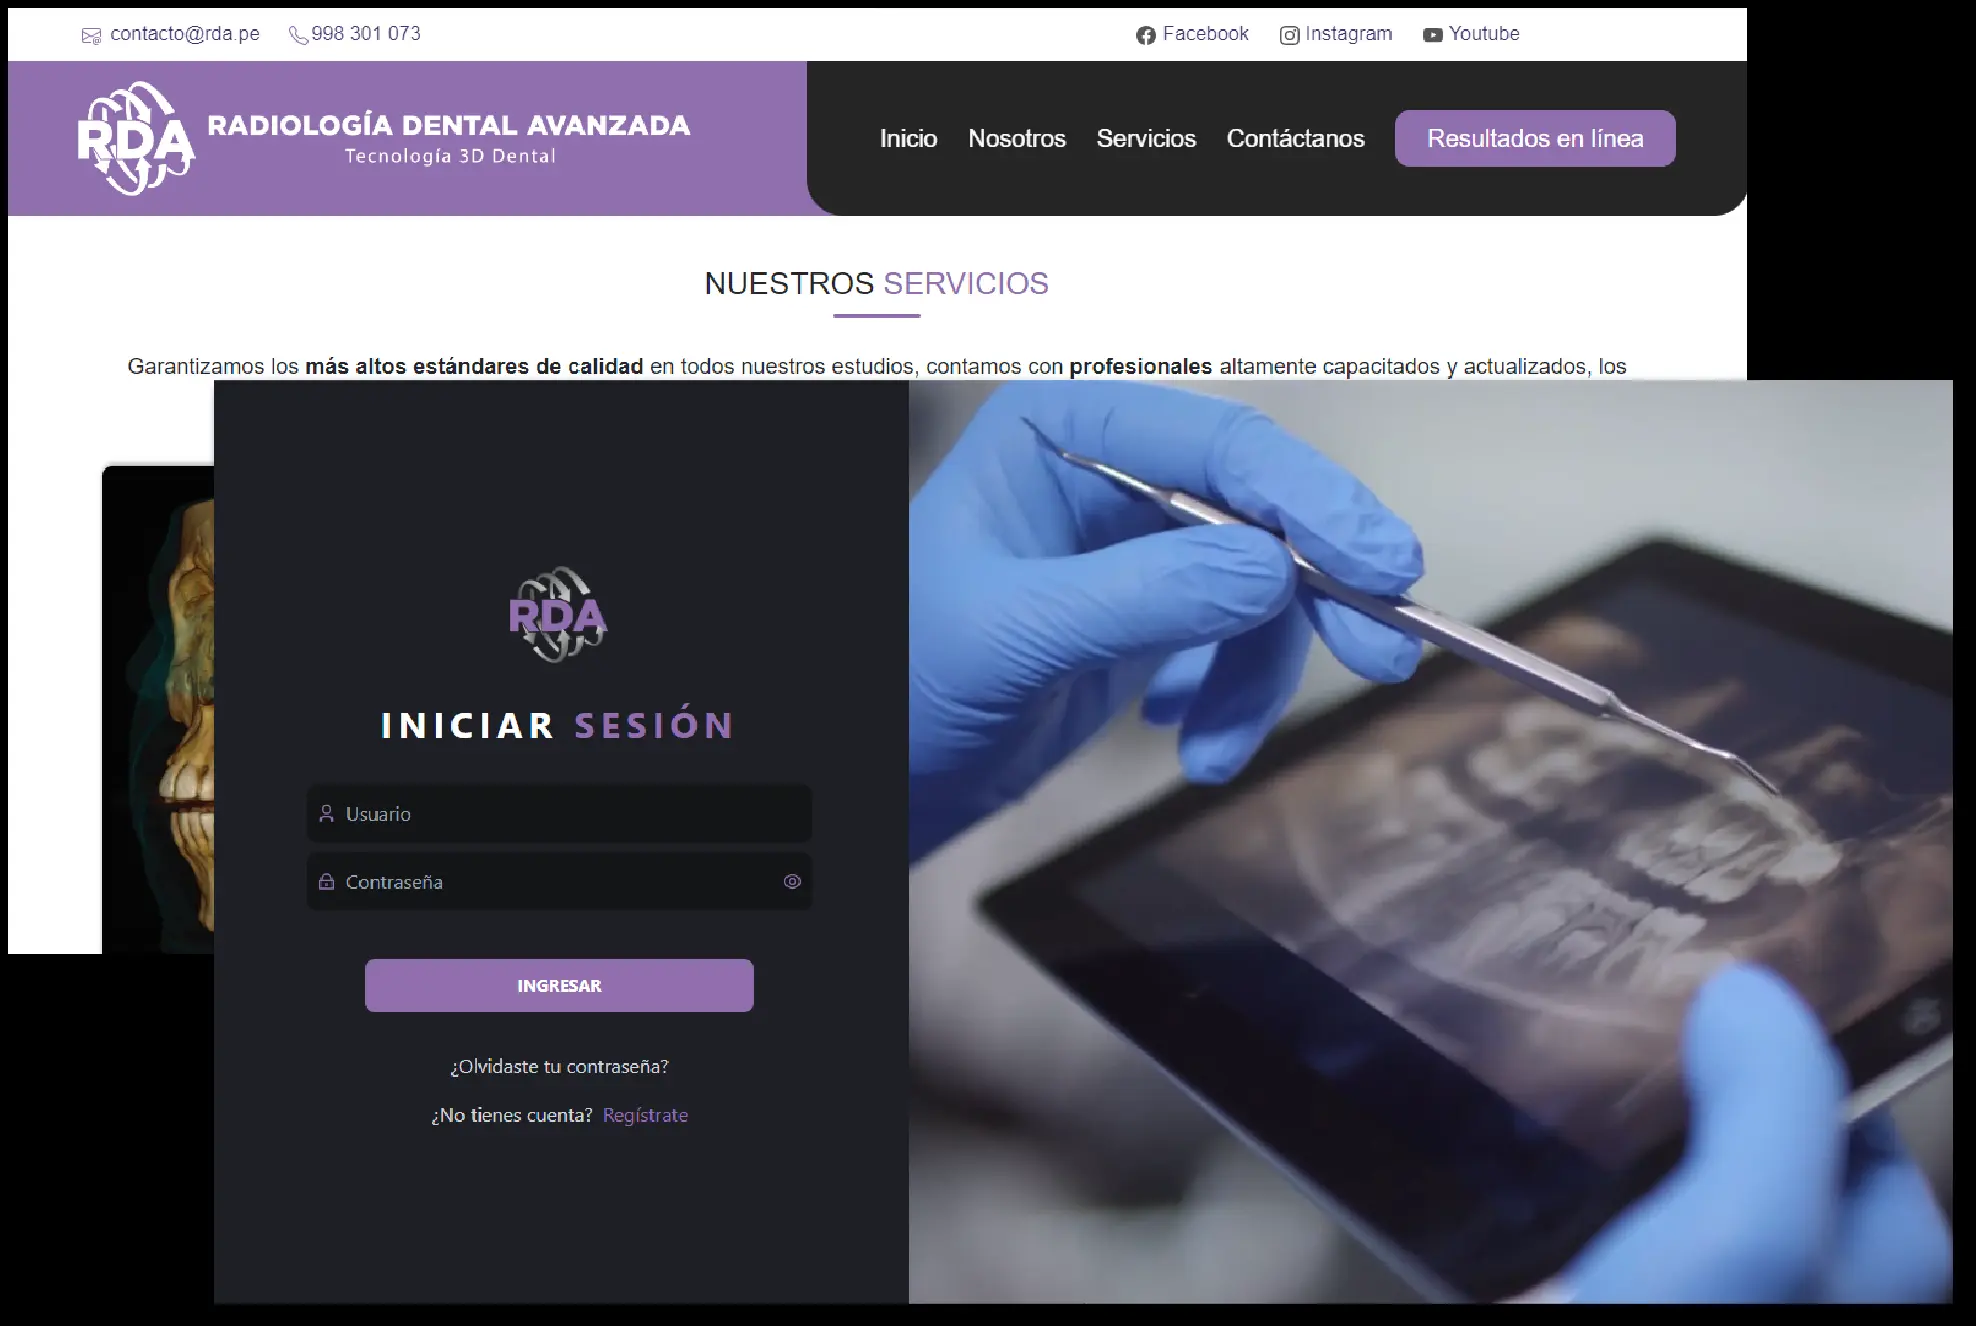 contacto@rda.pe 998 301 073 Facebook Instagram Youtube
RDA RADIOLOGÍA DENTAL AVANZADA
Tecnología 3D Dental
Inicio Nosotros Servicios Contáctanos Resultados en línea
NUESTROS SERVICIOS
Garantizamos los más altos estándares de calidad en todos nuestros estudios, contamos con profesionales altamente capacitados y actualizados, los
RDA
INICIAR SESIÓN
Usuario
Contraseña
INGRESAR
¿Olvidaste tu contraseña?
¿No tienes cuenta? Regístrate